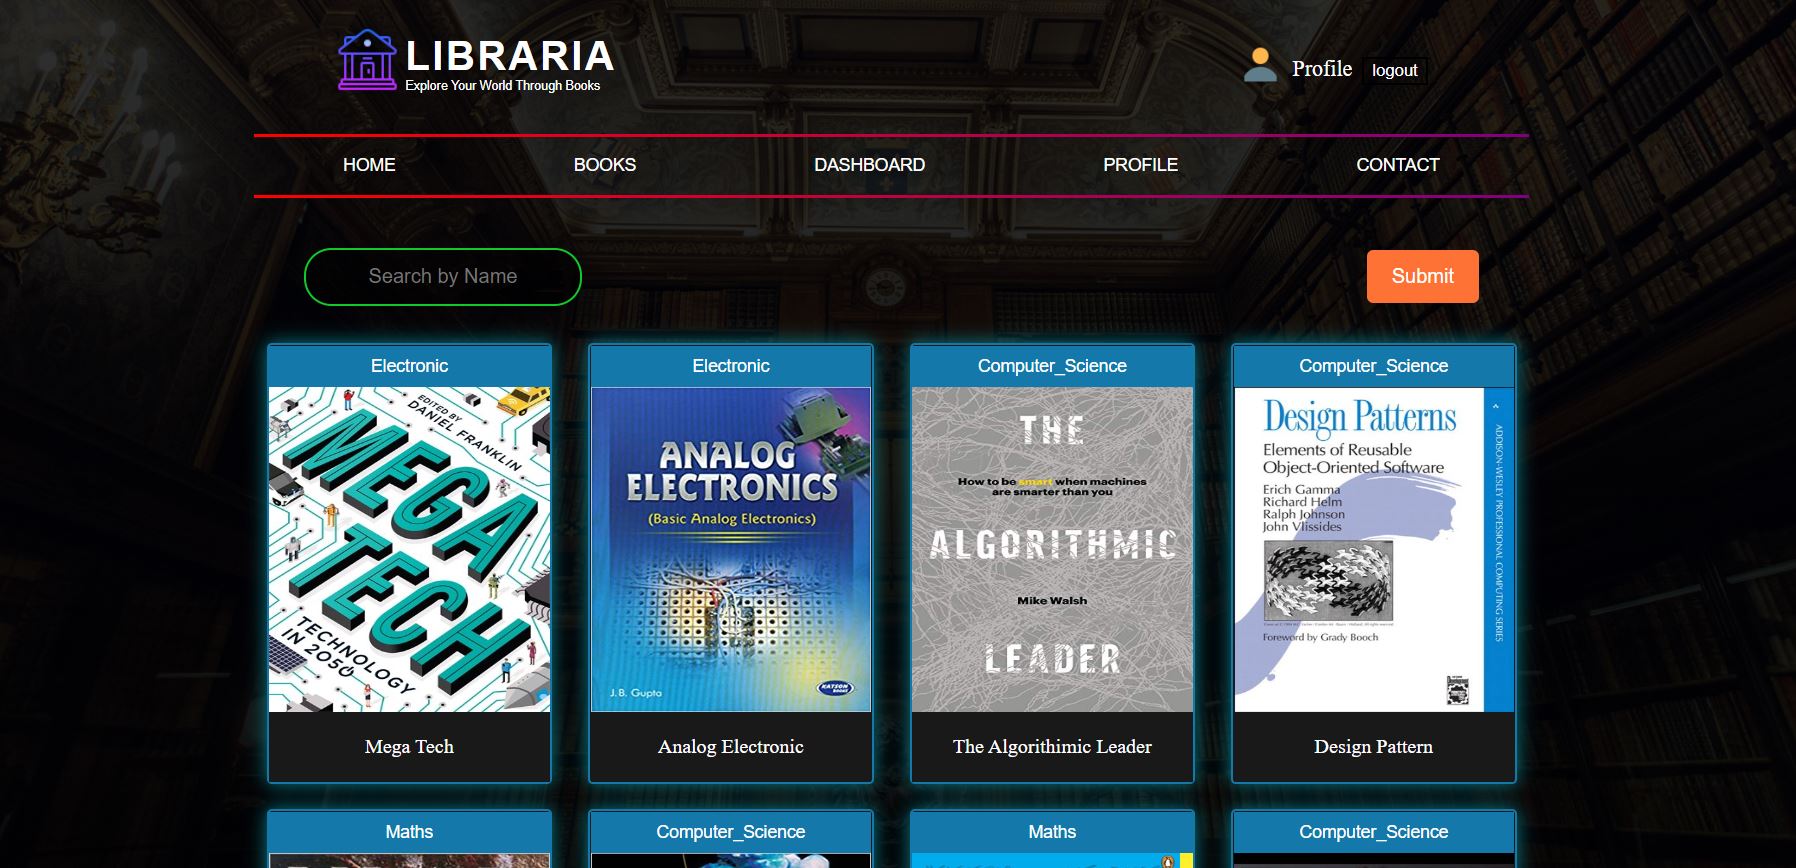 LIBRARIA
Explore Your World Through Books
Profile
logout
HOME
BOOKS
DASHBOARD
PROFILE
CONTACT
Search by Name
Submit
Electronic
EDITED BY
DANIEL FRANKLIN
MEGA
TECH
TECHNOLOGY
IN 2050
Mega Tech
Electronic
ANALOG
ELECTRONICS
(Basic Analog Electronics)
J.B. Gupta
KATSON
BOOKS
Analog Electronic
Computer_Science
THE
How to be smart when machines
are smarter than you
ALGORITHMIC
Mike Walsh
LEADER
The Algorithimic Leader
Computer_Science
Design Patterns
Elements of Reusable
Object-Oriented Software
Erich Gamma
Richard Helm
Ralph Johnson
John Vlissides
Foreword by Grady Booch
ADDISON-WESLEY PROFESSIONAL COMPUTING SERIES
Design Pattern
Maths
Computer_Science
Maths
Computer_Science